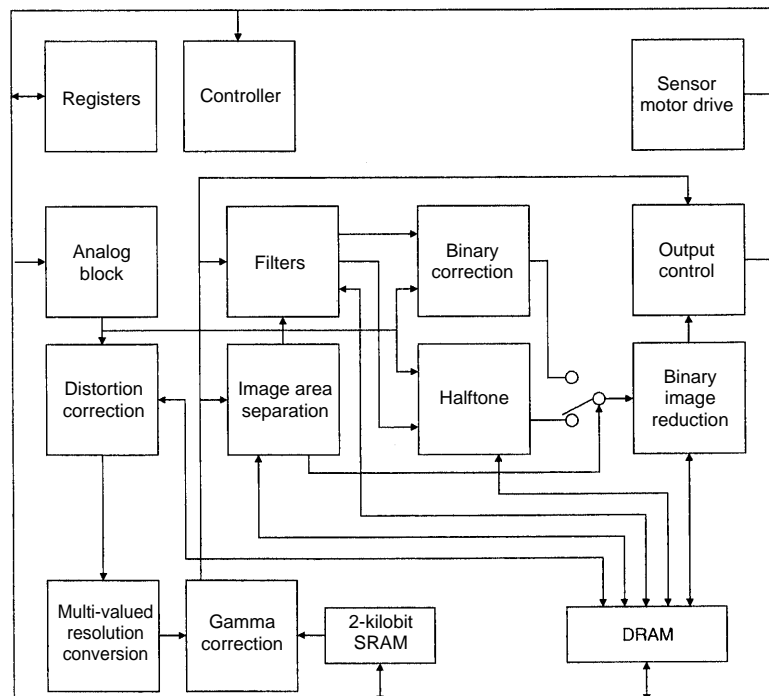 Registers
Controller
Sensor
motor drive
Analog
block
Filters
Binary
correction
Output
control
Distortion
correction
Image area
separation
Halftone
Binary
image
reduction
Multi-valued
resolution
conversion
Gamma
correction
2-kilobit
SRAM
DRAM